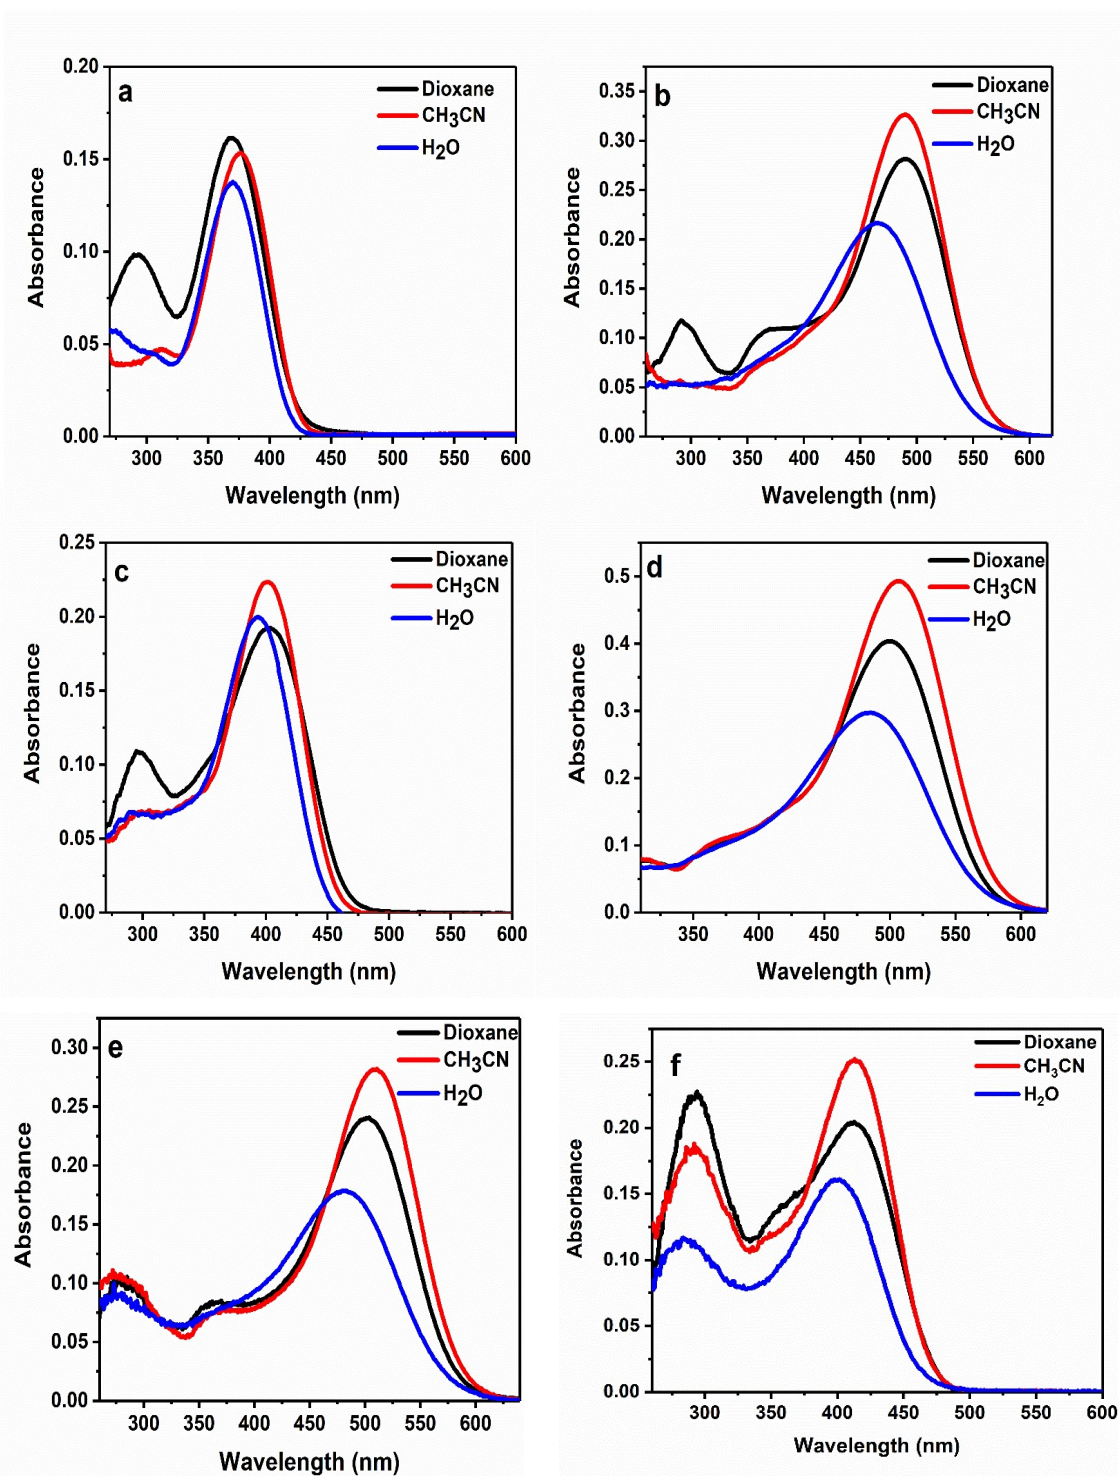 a
Dioxane
CH₃CN
H₂O
0.20
0.15
0.10
0.05
0.00
300 350 400 450 500 550 600
Absorbance
Wavelength (nm)
b
Dioxane
CH₃CN
H₂O
0.35
0.30
0.25
0.20
0.15
0.10
0.05
0.00
300 350 400 450 500 550 600
Absorbance
Wavelength (nm)
c
Dioxane
CH₃CN
H₂O
0.25
0.20
0.15
0.10
0.05
0.00
300 350 400 450 500 550 600
Absorbance
Wavelength (nm)
d
Dioxane
CH₃CN
H₂O
0.5
0.4
0.3
0.2
0.1
0.0
350 400 450 500 550 600
Absorbance
Wavelength (nm)
e
Dioxane
CH₃CN
H₂O
0.30
0.25
0.20
0.15
0.10
0.05
0.00
300 350 400 450 500 550 600
Absorbance
Wavelength (nm)
f
Dioxane
CH₃CN
H₂O
0.25
0.20
0.15
0.10
0.05
0.00
300 350 400 450 500 550 600
Absorbance
Wavelength (nm)